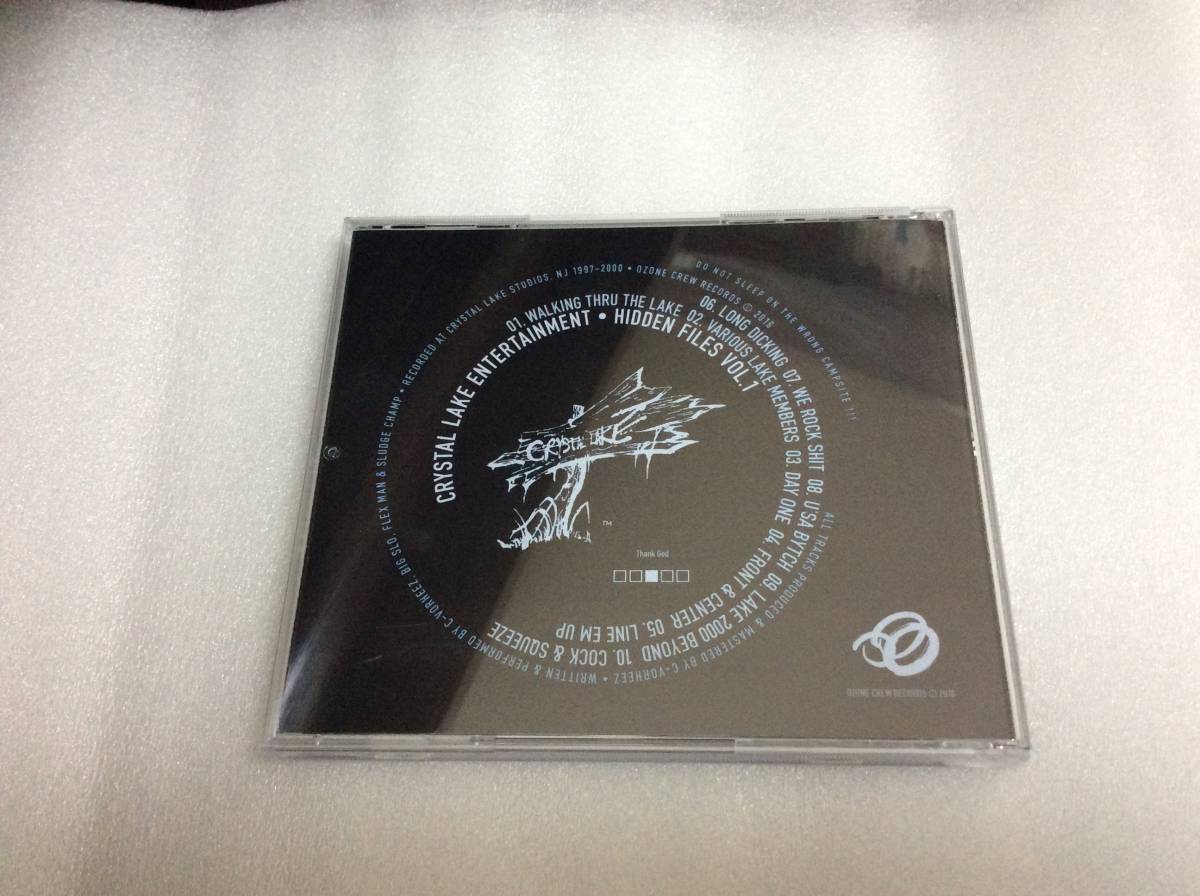 DO NOT SLEEP ON THE WRONG CAMPSITE !!!
ALL TRACKS PRODUCED & MASTERED BY C-VORHEEZ • WRITTEN & PERFORMED BY C-VORHEEZ, BIG SLO, FLEX MAN & SLUDGE CHAMP • RECORDED AT CRYSTAL LAKE STUDIOS, NJ 1997-2000 • OZONE CREW RECORDS © 2016
01. WALKING THRU THE LAKE 02. VARIOUS LAKE MEMBERS 03. DAY ONE 04. FRONT & CENTER 05. LINE EM UP
06. LONG DICKING 07. WE ROCK SHIT 08. U'SA BYTCH 09. LAKE 2000 BEYOND 10. COCK & SQUEEZE
CRYSTAL LAKE ENTERTAINMENT • HIDDEN FILES VOL.1
CRYSTAL LAKE
TM
Thank God
OZONE CREW RECORDS © 2016